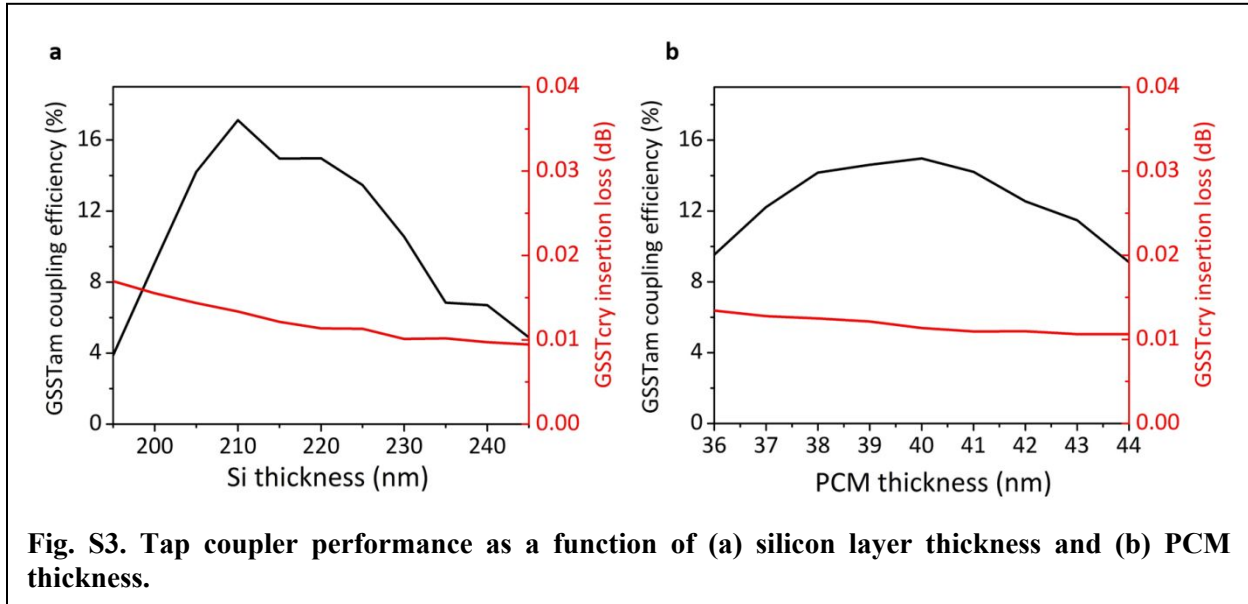 a
GSSTam coupling efficiency (%)
16
12
8
4
0
0.04
0.03
0.02
0.01
0.00
GSSTcry insertion loss (dB)
200 210 220 230 240
Si thickness (nm)
b
GSSTam coupling efficiency (%)
16
12
8
4
0
0.04
0.03
0.02
0.01
0.00
GSSTcry insertion loss (dB)
36 37 38 39 40 41 42 43 44
PCM thickness (nm)
Fig. S3. Tap coupler performance as a function of (a) silicon layer thickness and (b) PCM
thickness.